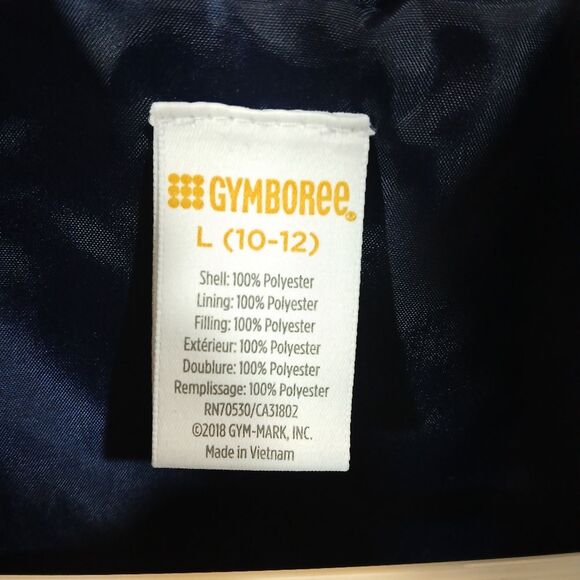 GYMBOREE®
L (10-12)
Shell: 100% Polyester
Lining: 100% Polyester
Filling: 100% Polyester
Extérieur: 100% Polyester
Doublure: 100% Polyester
Remplissage: 100% Polyester
RN70530/CA31802
©2018 GYM-MARK, INC.
Made in Vietnam